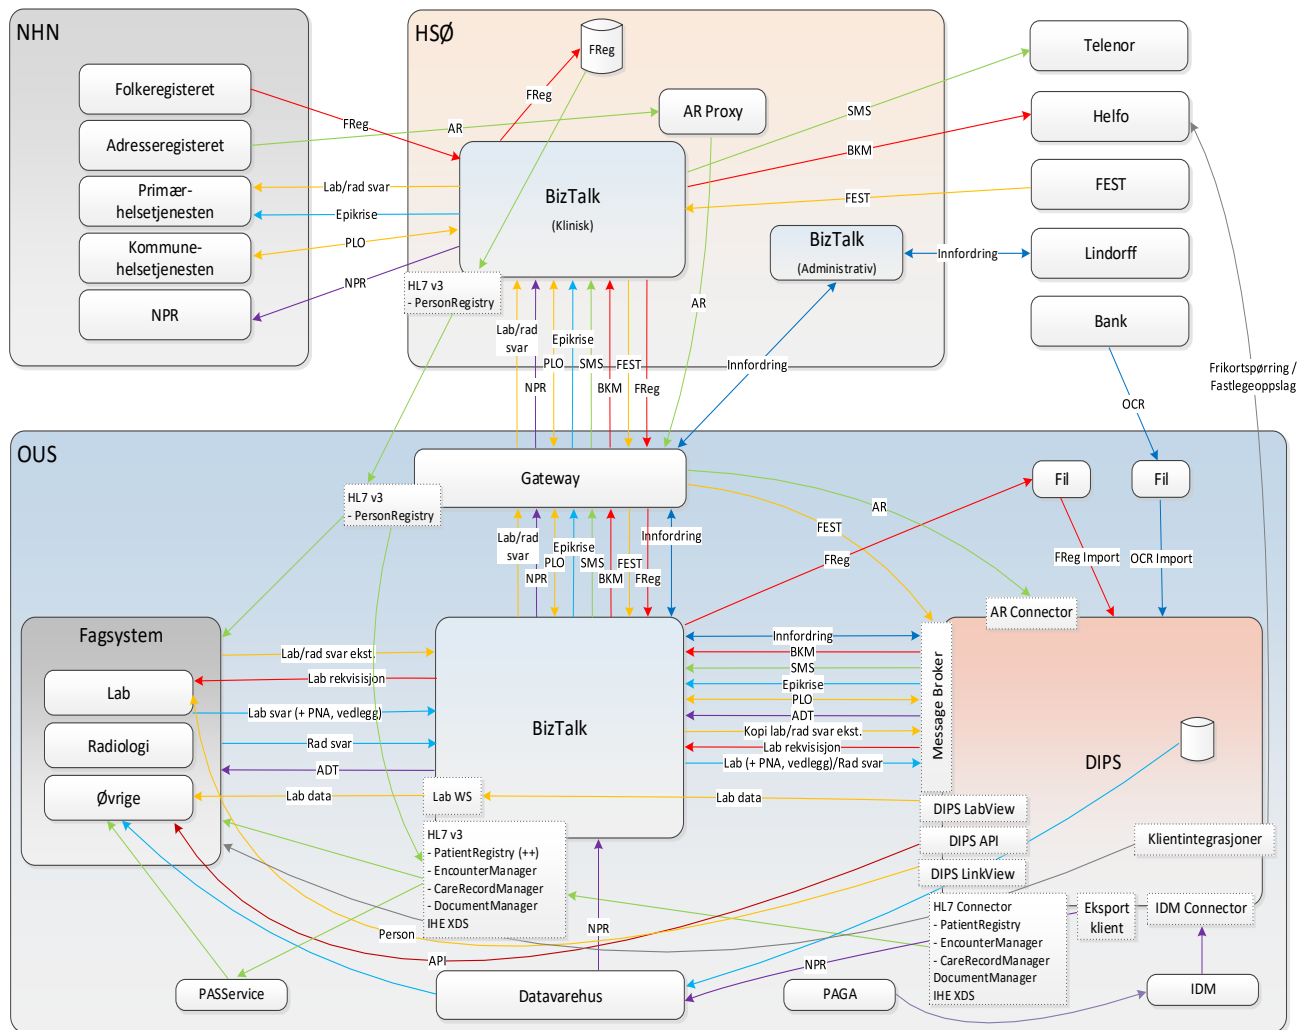 NHN
Folkeregisteret
Adresseregisteret
Primær-
helsetjenesten
Kommune-
helsetjenesten
NPR
HSØ
FReg
FReg
FReg
AR
AR Proxy
Lab/rad svar
Epikrise
PLO
NPR
BizTalk
(Klinisk)
HL7 v3
- PersonRegistry
BizTalk
(Administrativ)
SMS
BKM
FEST
Innfordring
AR
Telenor
Helfo
FEST
Lindorff
Bank
Lab/rad
svar
NPR
PLO
Epikrise
SMS
BKM
FEST
FReg
Innfordring
OCR
Frikortspørring /
Fastlegeoppslag
OUS
Gateway
HL7 v3
- PersonRegistry
Lab/rad
svar
NPR
PLO
Epikrise
SMS
BKM
FEST
FReg
Innfordring
FEST
AR
FReg
Fil
Fil
FReg Import
OCR Import
AR Connector
Fagsystem
Lab
Radiologi
Øvrige
Lab/rad svar ekst.
Lab rekvisisjon
Lab svar (+ PNA, vedlegg)
Rad svar
ADT
Lab data
BizTalk
Lab WS
HL7 v3
- PatientRegistry (++)
- EncounterManager
- CareRecordManager
- DocumentManager
IHE XDS
Innfordring
BKM
SMS
Epikrise
PLO
ADT
Kopi lab/rad svar ekst.
Lab rekvisisjon
Lab (+ PNA, vedlegg)/Rad svar
Lab data
Message Broker
DIPS
DIPS LabView
DIPS API
DIPS LinkView
Klientintegrasjoner
HL7 Connector
- PatientRegistry
- EncounterManager
- CareRecordManager
DocumentManager
IHE XDS
Eksport
klient
IDM Connector
Person
API
NPR
NPR
PASService
Datavarehus
PAGA
IDM